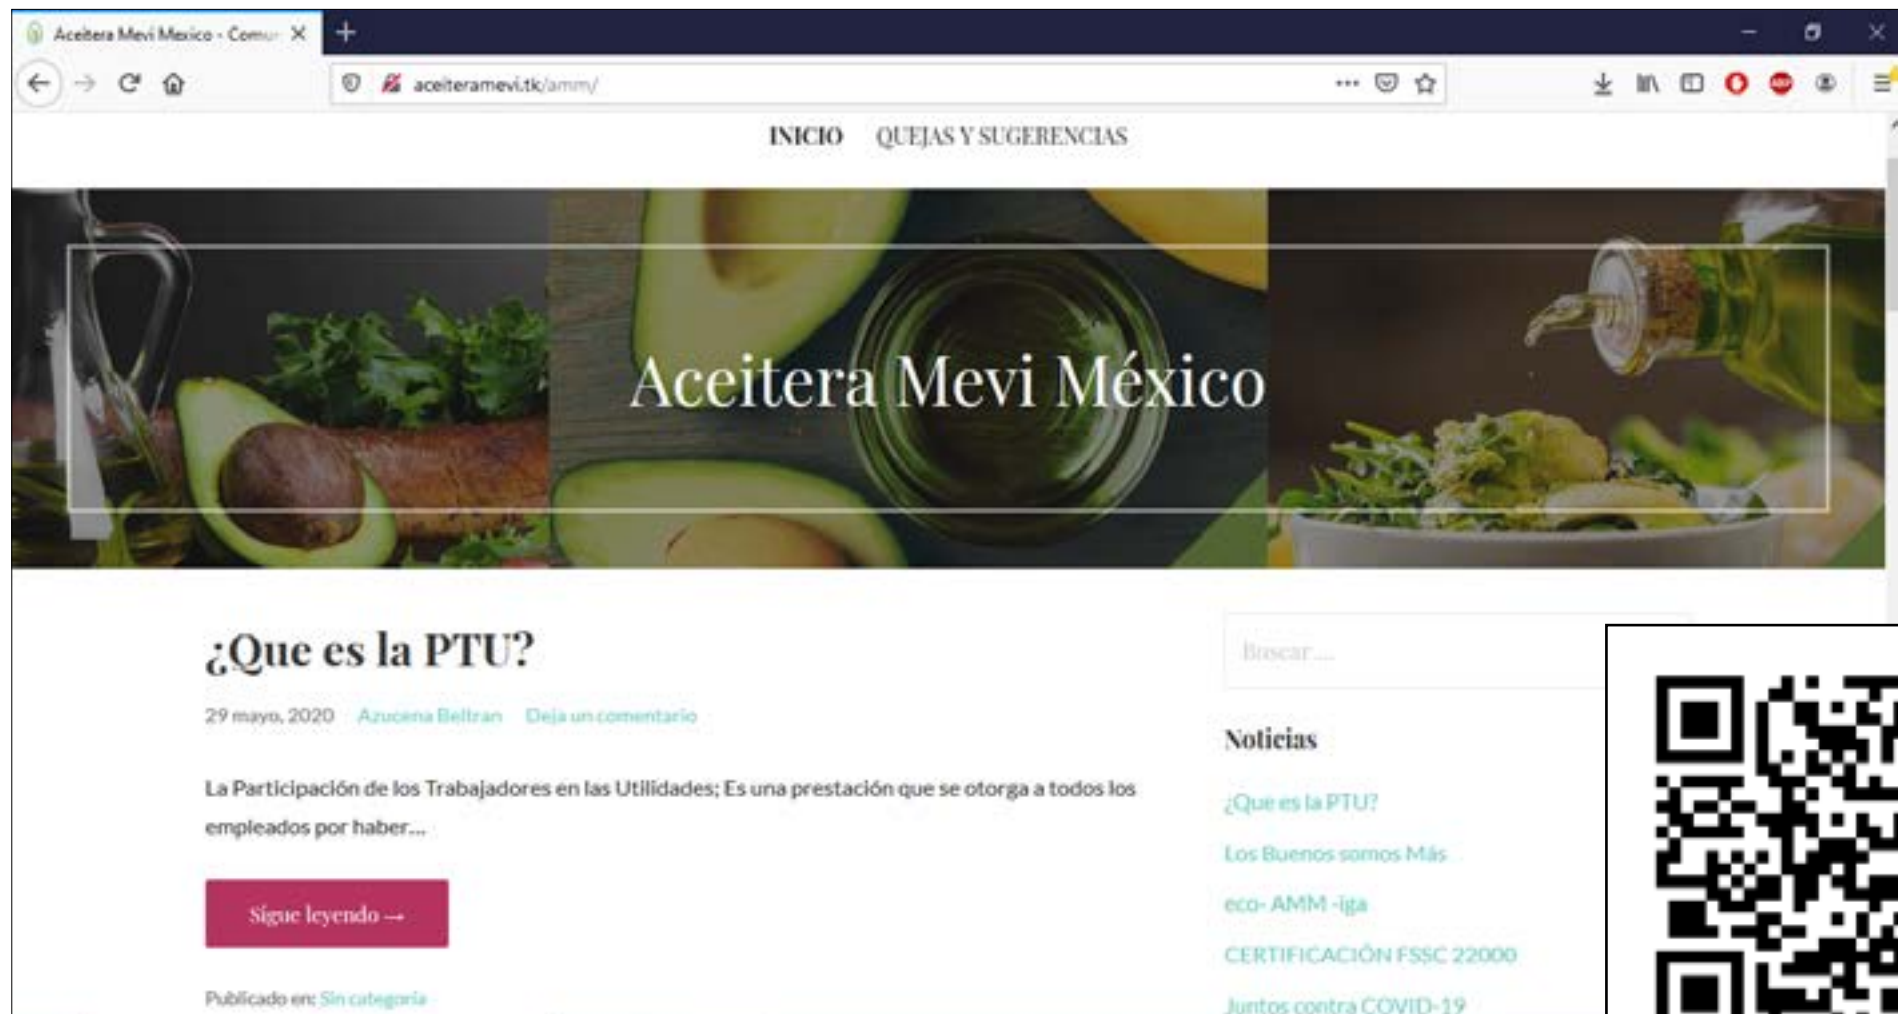 Aceitera Mevi Mexico - Comu
aceiteramevi.tk/amm/
INICIO QUEJAS Y SUGERENCIAS
Aceitera Mevi México
¿Que es la PTU?
29 mayo, 2020 Azucena Beltran Deja un comentario
La Participación de los Trabajadores en las Utilidades; Es una prestación que se otorga a todos los
empleados por haber...
Sigue leyendo →
Publicado en: Sin categoría
Buscar ...
Noticias
¿Que es la PTU?
Los Buenos somos Más
eco- AMM -iga
CERTIFICACIÓN FSSC 22000
Juntos contra COVID-19